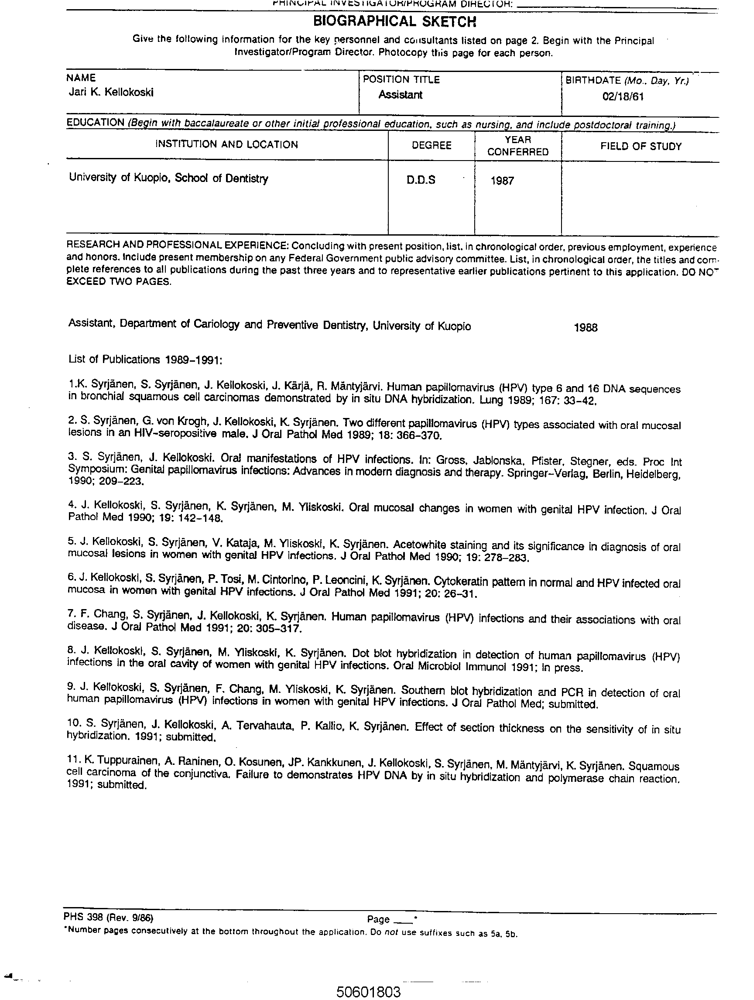 PRINCIPAL INVESTIGATOR/PROGRAM DIRECTOR:
BIOGRAPHICAL SKETCH
Give the following information for the key personnel and consultants listed on page 2. Begin with the Principal
Investigator/Program Director. Photocopy this page for each person.
NAME
Jari K. Kellokoski
POSITION TITLE
Assistant
BIRTHDATE (Mo., Day, Yr.)
02/18/61
EDUCATION (Begin with baccalaureate or other initial professional education, such as nursing, and include postdoctoral training.)
INSTITUTION AND LOCATION
DEGREE
YEAR
CONFERRED
FIELD OF STUDY
University of Kuopio, School of Dentistry
D.D.S
1987
RESEARCH AND PROFESSIONAL EXPERIENCE: Concluding with present position, list, in chronological order, previous employment, experience
and honors. Include present membership on any Federal Government public advisory committee. List, in chronological order, the titles and com-
plete references to all publications during the past three years and to representative earlier publications pertinent to this application. DO NOT
EXCEED TWO PAGES.
Assistant, Department of Cariology and Preventive Dentistry, University of Kuopio 1988
List of Publications 1989-1991:
1.K. Syrjänen, S. Syrjänen, J. Kellokoski, J. Kärjä, R. Mäntyjärvi. Human papillomavirus (HPV) type 6 and 16 DNA sequences
in bronchial squamous cell carcinomas demonstrated by in situ DNA hybridization. Lung 1989; 167: 33-42.
2. S. Syrjänen, G. von Krogh, J. Kellokoski, K. Syrjänen. Two different papillomavirus (HPV) types associated with oral mucosal
lesions in an HIV-seropositive male. J Oral Pathol Med 1989; 18: 366-370.
3. S. Syrjänen, J. Kellokoski. Oral manifestations of HPV infections. In: Gross, Jablonska, Pfister, Stegner, eds. Proc Int
Symposium: Genital papillomavirus infections: Advances in modern diagnosis and therapy. Springer-Verlag, Berlin, Heidelberg,
1990; 209-223.
4. J. Kellokoski, S. Syrjänen, K. Syrjänen, M. Yliskoski. Oral mucosal changes in women with genital HPV infection. J Oral
Pathol Med 1990; 19: 142-148.
5. J. Kellokoski, S. Syrjänen, V. Kataja, M. Yliskoski, K. Syrjänen. Acetowhite staining and its significance in diagnosis of oral
mucosal lesions in women with genital HPV infections. J Oral Pathol Med 1990; 19: 278-283.
6. J. Kellokoski, S. Syrjänen, P. Tosi, M. Cintorino, P. Leoncini, K. Syrjänen. Cytokeratin pattern in normal and HPV infected oral
mucosa in women with genital HPV infections. J Oral Pathol Med 1991; 20: 26-31.
7. F. Chang, S. Syrjänen, J. Kellokoski, K. Syrjänen. Human papillomavirus (HPV) infections and their associations with oral
disease. J Oral Pathol Med 1991; 20: 305-317.
8. J. Kellokoski, S. Syrjänen, M. Yliskoski, K. Syrjänen. Dot blot hybridization in detection of human papillomavirus (HPV)
infections in the oral cavity of women with genital HPV infections. Oral Microbiol Immunol 1991; In press.
9. J. Kellokoski, S. Syrjänen, F. Chang, M. Yliskoski, K. Syrjänen. Southern blot hybridization and PCR in detection of oral
human papillomavirus (HPV) infections in women with genital HPV infections. J Oral Pathol Med; submitted.
10. S. Syrjänen, J. Kellokoski, A. Tervahauta, P. Kallio, K. Syrjänen. Effect of section thickness on the sensitivity of in situ
hybridization. 1991; submitted.
11. K. Tuppurainen, A. Raninen, O. Kosunen, JP. Kankkunen, J. Kellokoski, S. Syrjänen, M. Mäntyjärvi, K. Syrjänen. Squamous
cell carcinoma of the conjunctiva. Failure to demonstrates HPV DNA by in situ hybridization and polymerase chain reaction.
1991; submitted.
PHS 398 (Rev. 9/86) Page ___*
*Number pages consecutively at the bottom throughout the application. Do not use suffixes such as 5a, 5b.
50601803